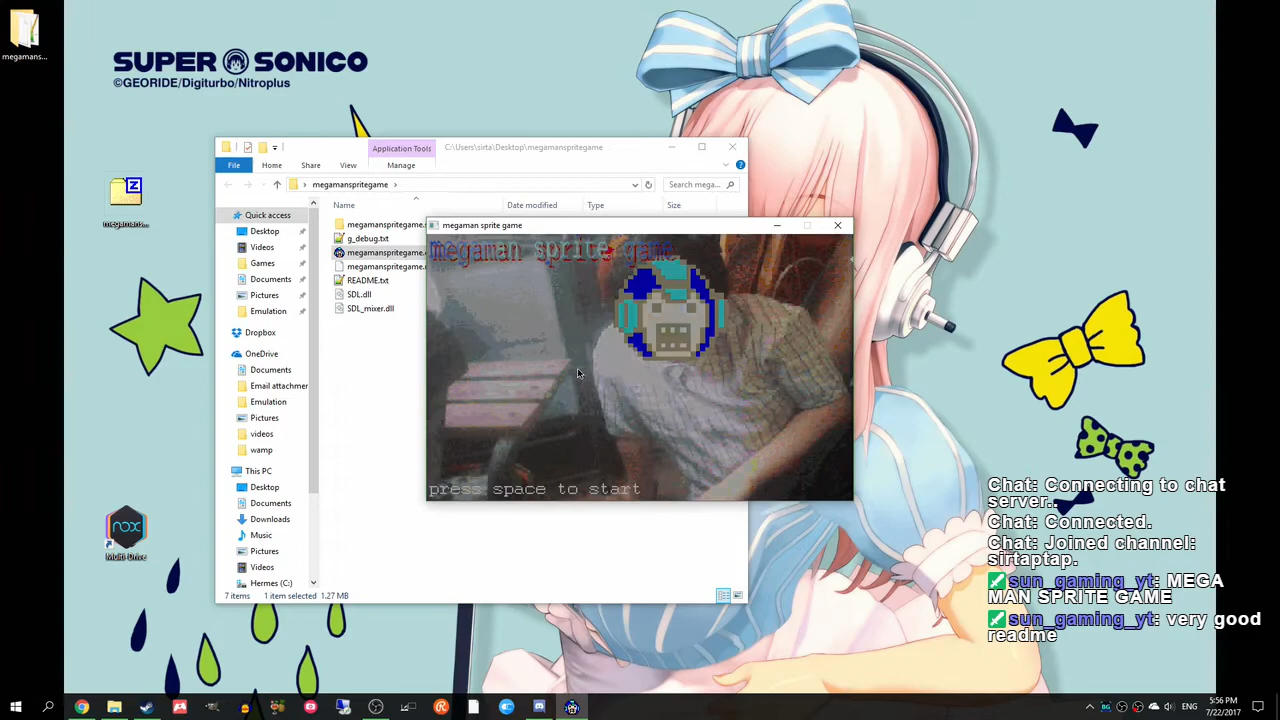 megamans...
SUPER SONICO
©GEORIDE/Digiturbo/Nitroplus
Application Tools
C:\Users\sirta\Desktop\megamanspritegame
File
Home
Share
View
Manage
megamanspritegame
Search mega...
Name
Date modified
Type
Size
Quick access
Desktop
Videos
Games
Documents
Pictures
Emulation
Dropbox
OneDrive
Documents
Email attachmer
Emulation
Pictures
videos
wamp
This PC
Desktop
Documents
Downloads
Music
Pictures
Videos
Hermes (C:)
megamanspritegame.
g_debug.txt
megamanspritegame.
megamanspritegame.
README.txt
SDL.dll
SDL_mixer.dll
7 items
1 item selected
1.27 MB
megaman sprite game
megaman sprite game
press space to start
megamans...
nox
Multi-Drive
Chat: Connecting to chat
server..
Chat: Connected.
Chat: Joined channel:
sirtaptap.
sun_gaming_yt: MEGA
MAN SPRITE GAME
sun_gaming_yt: very good
readme
ENG
5:56 PM
7/22/2017